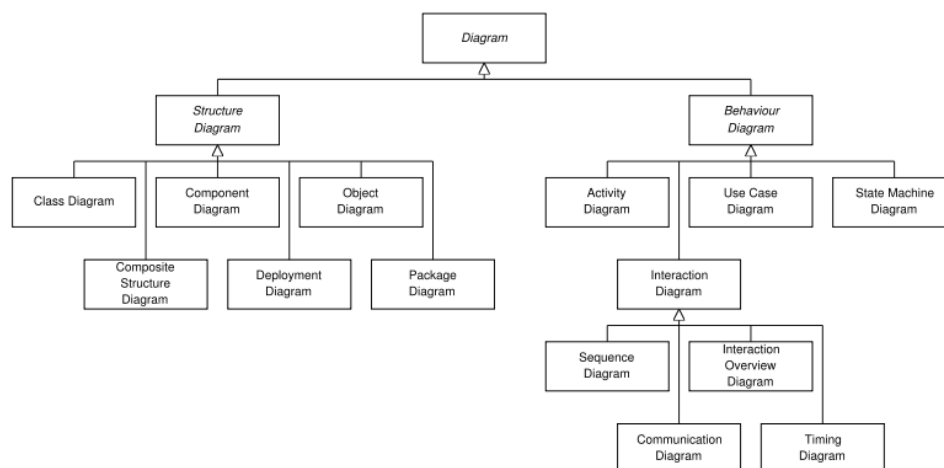 Diagram
Structure
Diagram
Behaviour
Diagram
Class Diagram
Component
Diagram
Object
Diagram
Activity
Diagram
Use Case
Diagram
State Machine
Diagram
Composite
Structure
Diagram
Deployment
Diagram
Package
Diagram
Interaction
Diagram
Sequence
Diagram
Interaction
Overview
Diagram
Communication
Diagram
Timing
Diagram